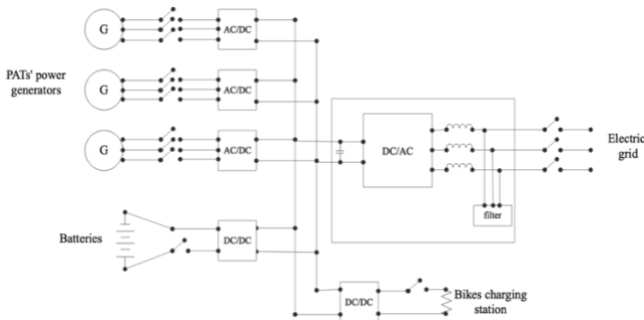 G
AC/DC
PATs' power
generators
G
AC/DC
G
AC/DC
DC/AC
Electric
grid
filter
Batteries
DC/DC
DC/DC
Bikes charging
station